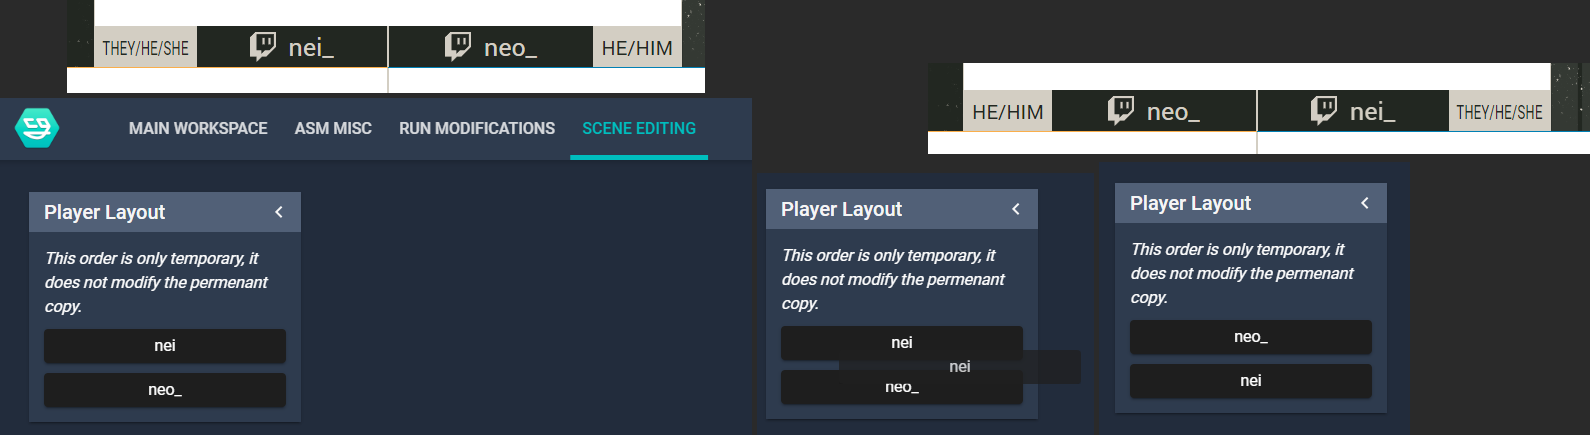 THEY/HE/SHE nei_ neo_ HE/HIM
HE/HIM neo_ nei_ THEY/HE/SHE
MAIN WORKSPACE ASM MISC RUN MODIFICATIONS SCENE EDITING
Player Layout
This order is only temporary, it
does not modify the permenant
copy.
nei
neo_
Player Layout
This order is only temporary, it
does not modify the permenant
copy.
nei
nei
neo_
Player Layout
This order is only temporary, it
does not modify the permenant
copy.
neo_
nei